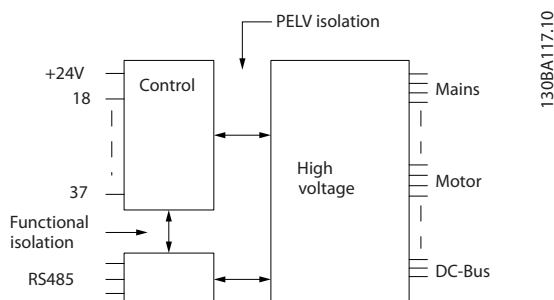 PELV isolation
130BA117.10
+24V
Control
Mains
18
High
voltage
Motor
37
Functional
isolation
DC-Bus
RS485